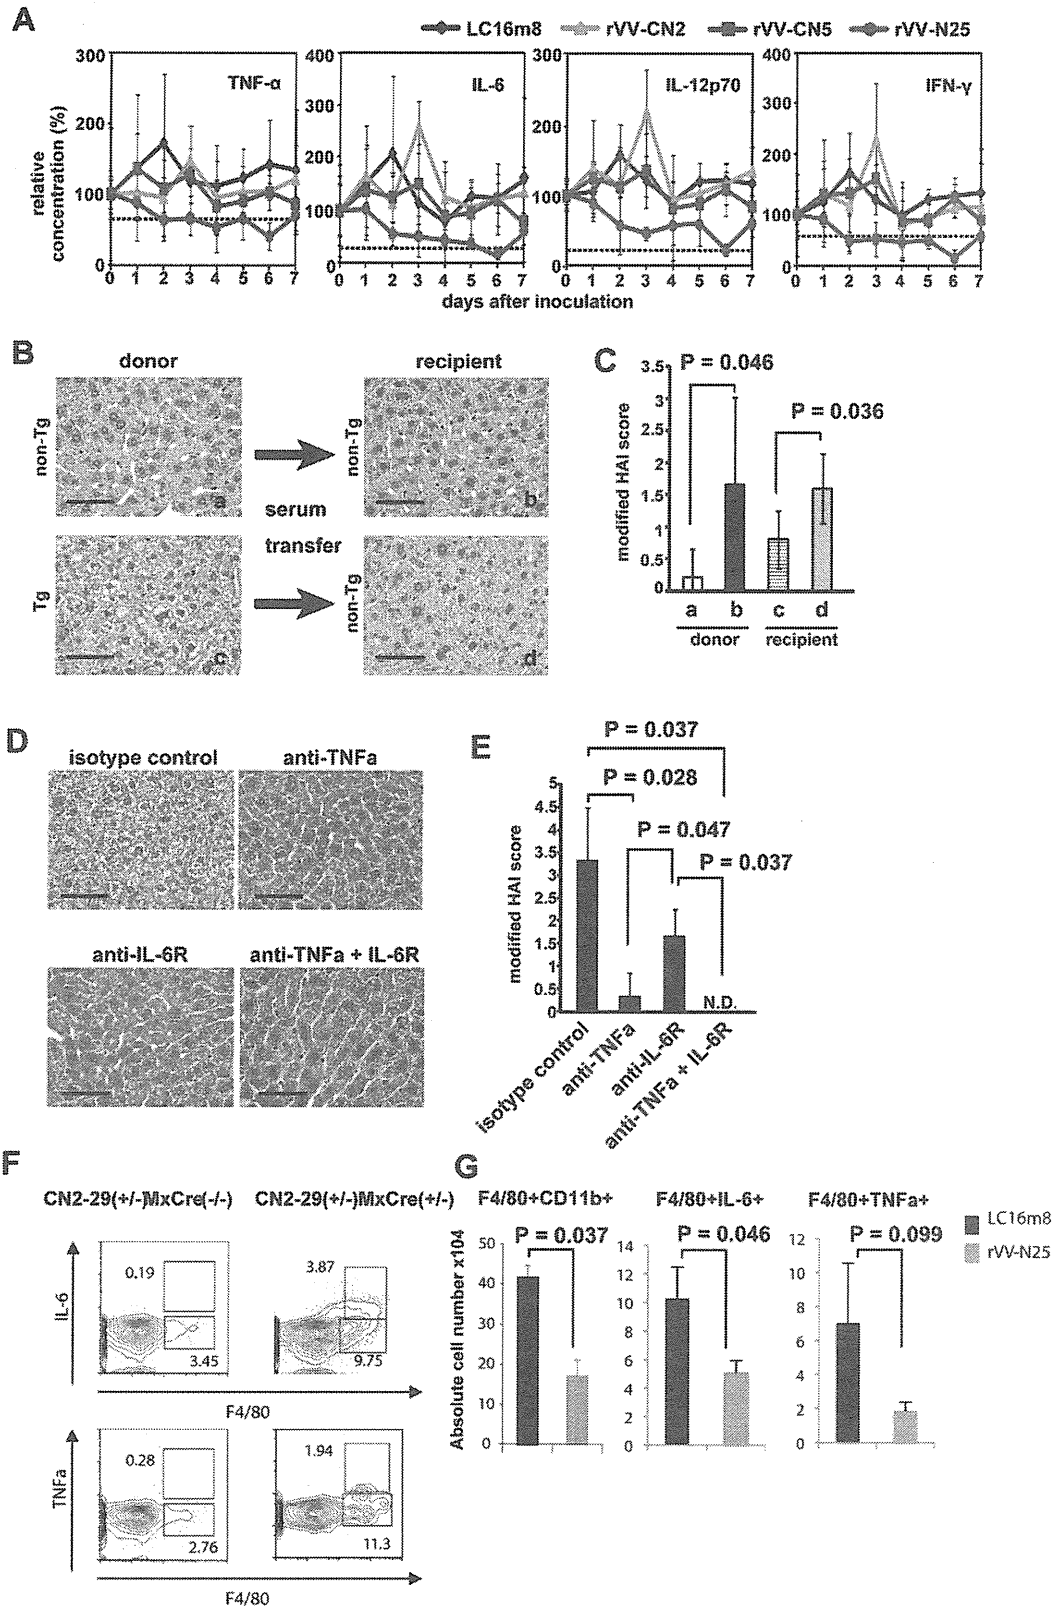 A
LC16m8 rVV-CN2 rVV-CN5 rVV-N25
relative
concentration (%)
300
200
100
0
TNF-α
0 1 2 3 4 5 6 7
400
300
200
100
0
IL-6
0 1 2 3 4 5 6 7
300
200
100
0
IL-12p70
0 1 2 3 4 5 6 7
400
300
200
100
0
IFN-γ
0 1 2 3 4 5 6 7
days after inoculation
B
donor recipient
non-Tg
a
non-Tg
b
serum
transfer
Tg
c
non-Tg
d
C
P = 0.046
P = 0.036
modified HAI score
3.5
3
2.5
2
1.5
1
0.5
0
a b c d
donor recipient
D
isotype control anti-TNFa
anti-IL-6R anti-TNFa + IL-6R
E
P = 0.037
P = 0.028
P = 0.047
P = 0.037
modified HAI score
5
4.5
4
3.5
3
2.5
2
1.5
1
0.5
0
N.D.
isotype control
anti-TNFa
anti-IL-6R
anti-TNFa + IL-6R
F
CN2-29(+/-)MxCre(-/-) CN2-29(+/-)MxCre(+/-)
IL-6
0.19
3.45
3.87
9.75
F4/80
TNFa
0.28
2.76
1.94
11.3
F4/80
G
F4/80+CD11b+ F4/80+IL-6+ F4/80+TNFa+
LC16m8
rVV-N25
P = 0.037 P = 0.046 P = 0.099
Absolute cell number x104
50
40
30
20
10
0
14
12
10
8
6
4
2
0
12
10
8
6
4
2
0